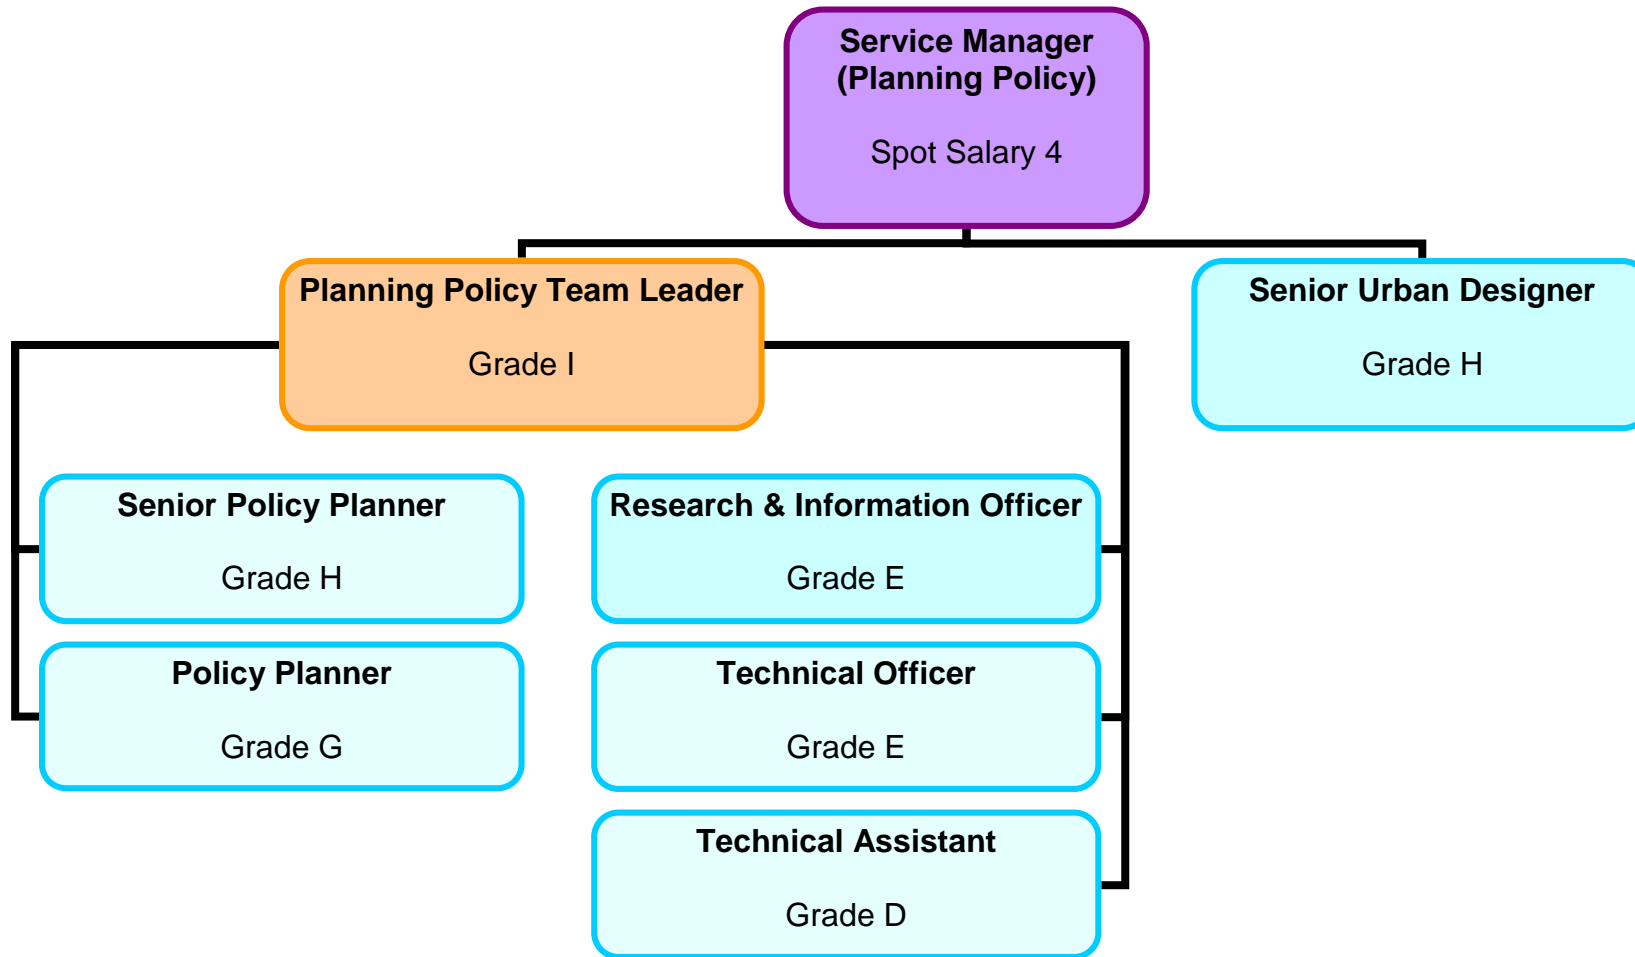 Service Manager
(Planning Policy)
Spot Salary 4
Planning Policy Team Leader
Grade I
Senior Urban Designer
Grade H
Senior Policy Planner
Grade H
Policy Planner
Grade G
Research & Information Officer
Grade E
Technical Officer
Grade E
Technical Assistant
Grade D